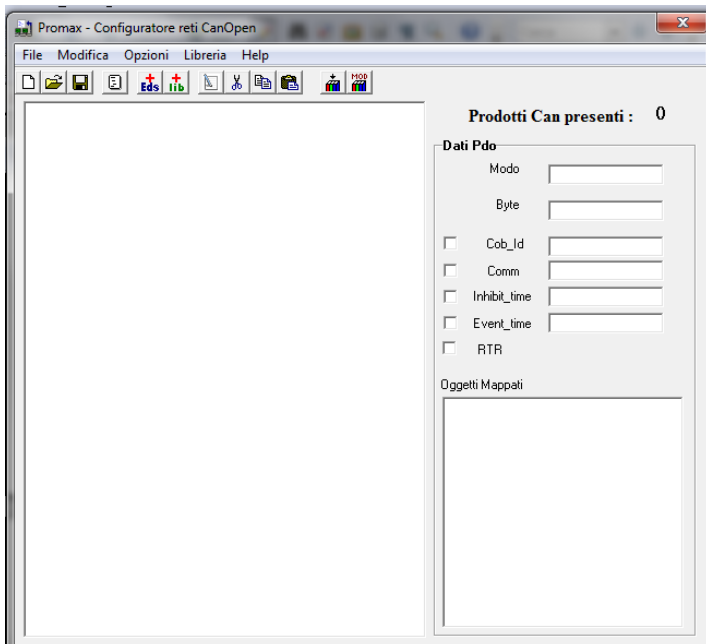 Promax - Configuratore reti CanOpen
File Modifica Opzioni Libreria Help
Eds lib MOD
Prodotti Can presenti : 0
Dati Pdo
Modo
Byte
Cob_Id
Comm
Inhibit_time
Event_time
RTR
Oggetti Mappati